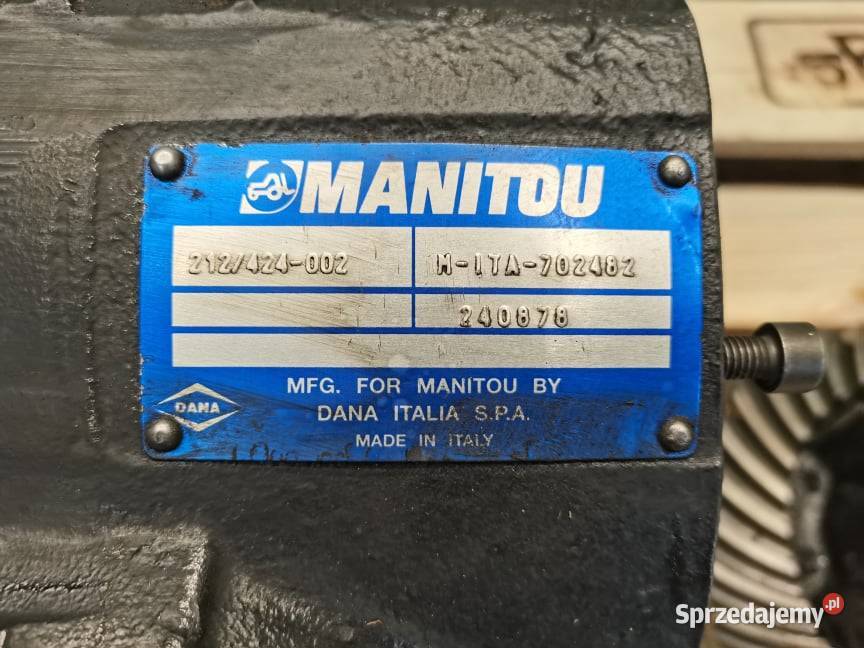 MANITOU
212/424-002 M-ITA-702482
240878
MFG. FOR MANITOU BY
DANA ITALIA S.P.A.
MADE IN ITALY
DANA
Sprzedajemy.pl